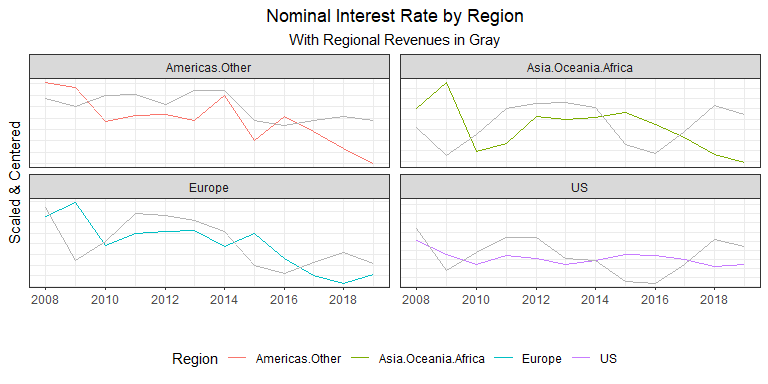 Nominal Interest Rate by Region
With Regional Revenues in Gray
Americas.Other
Asia.Oceania.Africa
Scaled & Centered
Europe
US
2008 2010 2012 2014 2016 2018
2008 2010 2012 2014 2016 2018
Region Americas.Other Asia.Oceania.Africa Europe US